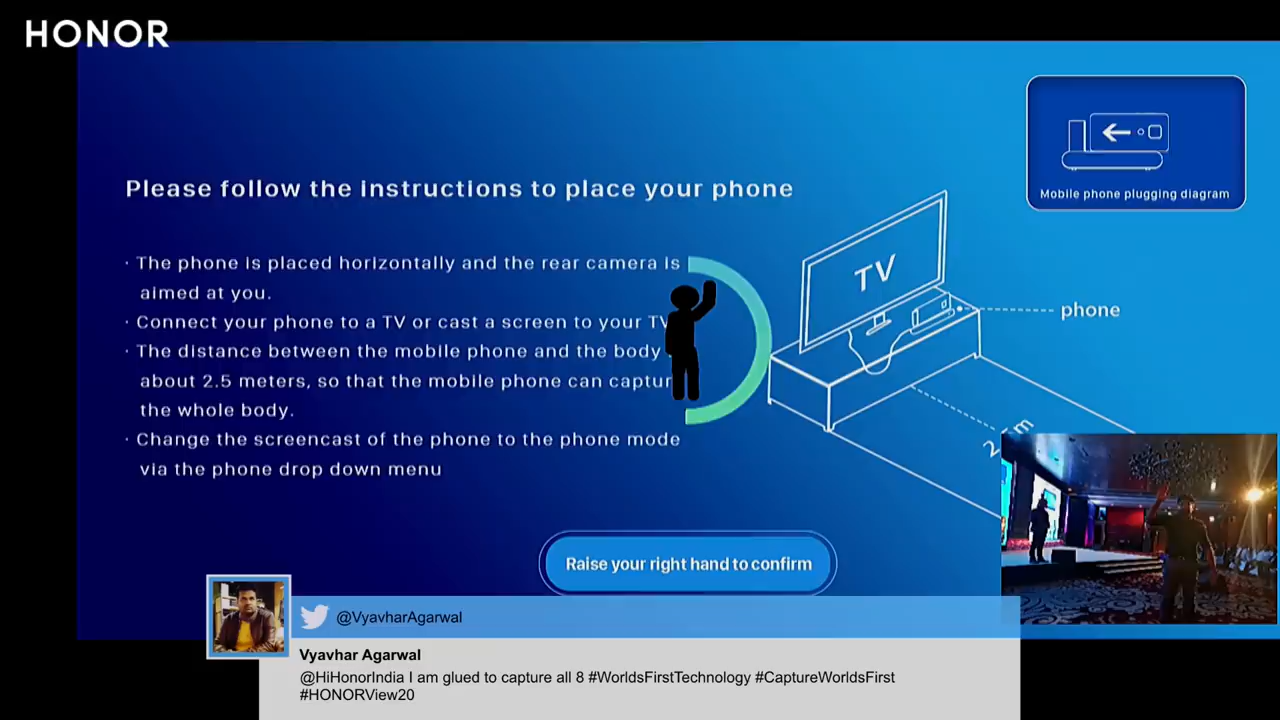 HONOR
Mobile phone plugging diagram
Please follow the instructions to place your phone
· The phone is placed horizontally and the rear camera is
aimed at you.
· Connect your phone to a TV or cast a screen to your TV
· The distance between the mobile phone and the body
about 2.5 meters, so that the mobile phone can captur
the whole body.
· Change the screencast of the phone to the phone mode
via the phone drop down menu
TV
phone
Raise your right hand to confirm
@VyavharAgarwal
Vyavhar Agarwal
@HiHonorIndia I am glued to capture all 8 #WorldsFirstTechnology #CaptureWorldsFirst
#HONORView20